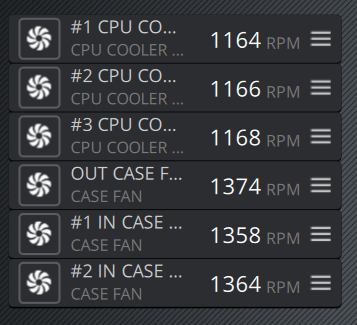 #1 CPU CO...
1164 RPM
CPU COOLER ...
#2 CPU CO...
1166 RPM
CPU COOLER ...
#3 CPU CO...
1168 RPM
CPU COOLER ...
OUT CASE F...
1374 RPM
CASE FAN
#1 IN CASE ...
1358 RPM
CASE FAN
#2 IN CASE ...
1364 RPM
CASE FAN